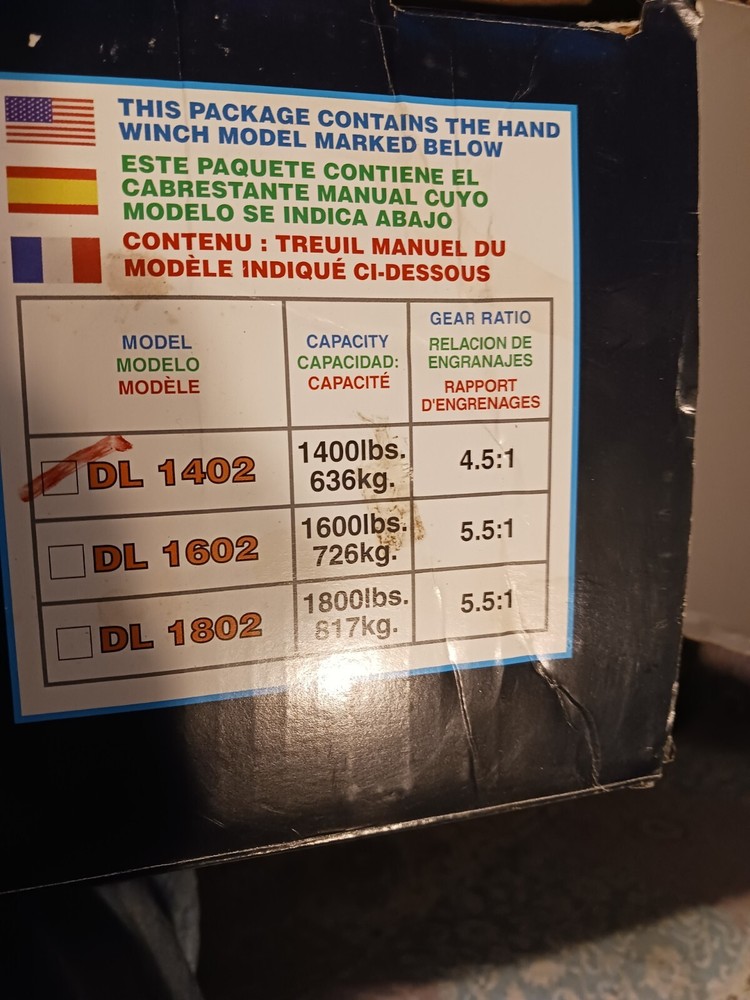 THIS PACKAGE CONTAINS THE HAND
WINCH MODEL MARKED BELOW
ESTE PAQUETE CONTIENE EL
CABRESTANTE MANUAL CUYO
MODELO SE INDICA ABAJO
CONTENU : TREUIL MANUEL DU
MODÈLE INDIQUÉ CI-DESSOUS
MODEL
MODELO
MODÈLE
CAPACITY
CAPACIDAD:
CAPACITÉ
GEAR RATIO
RELACION DE
ENGRANAJES
RAPPORT
D'ENGRENAGES
DL 1402
1400lbs.
636kg.
4.5:1
DL 1602
1600lbs.
726kg.
5.5:1
DL 1802
1800lbs.
817kg.
5.5:1